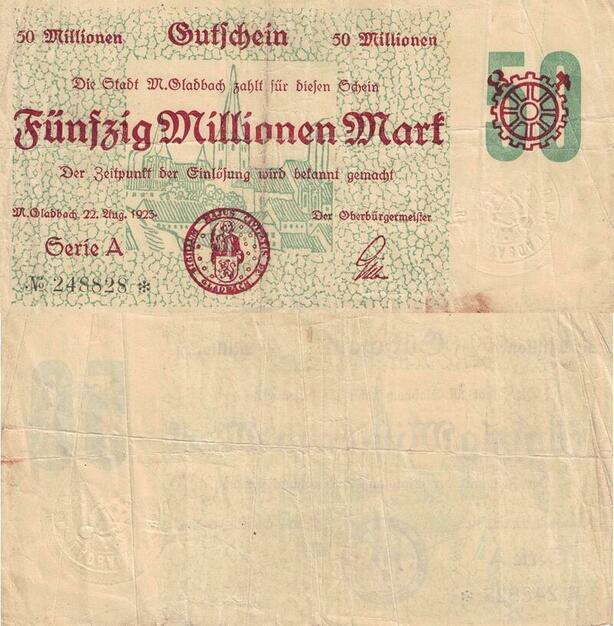 50 Millionen Gutschein 50 Millionen
Die Stadt M.Gladbach zahlt für diesen Schein
Fünfzig Millionen Mark
Der Zeitpunkt der Einlösung wird bekannt gemacht
M.Gladbach, 22. Aug. 1923. Der Oberbürgermeister
Serie A
№ 248828 *
50